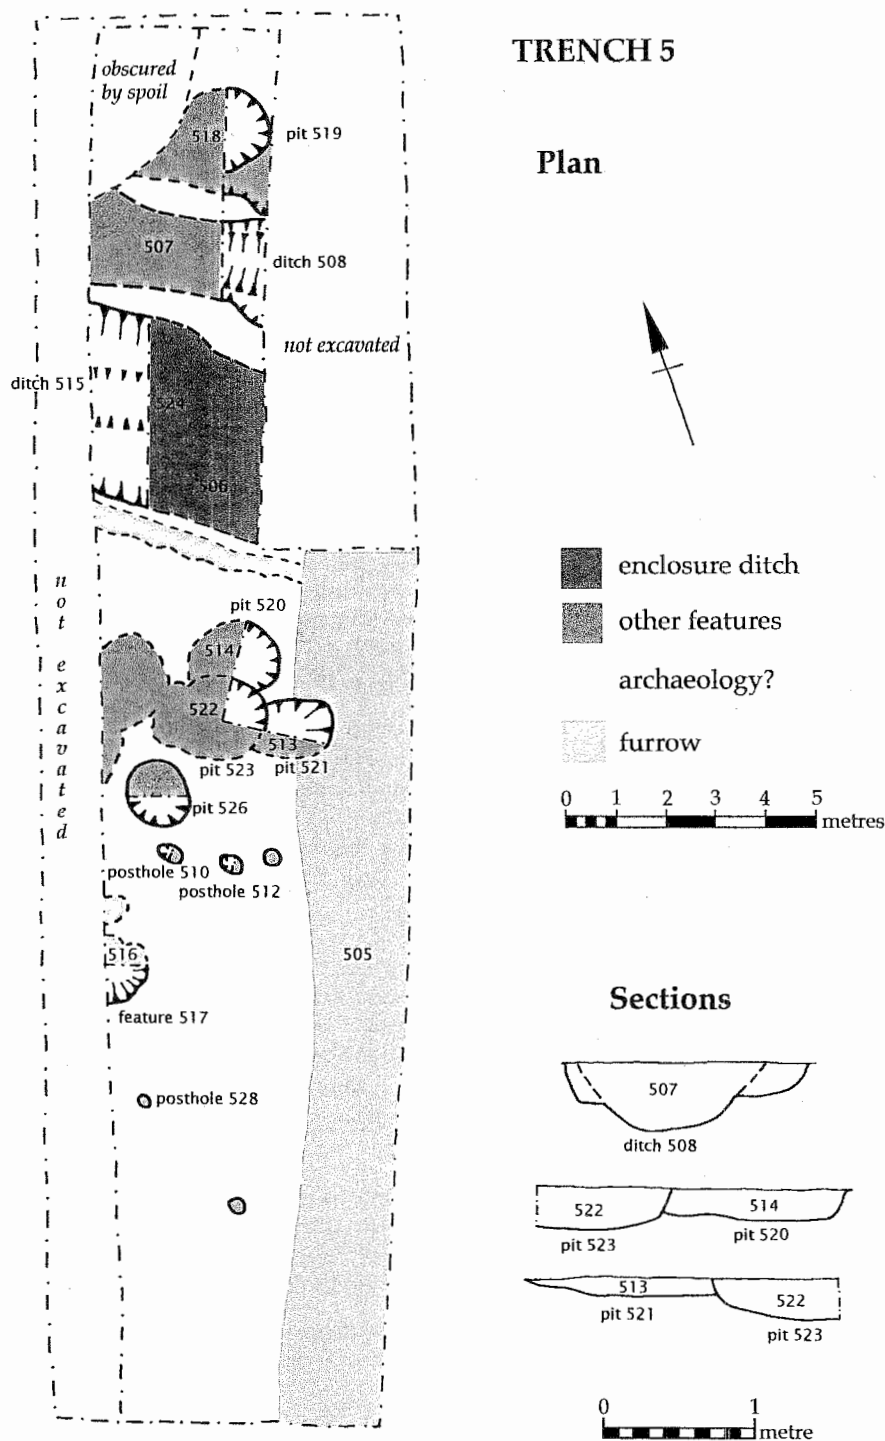 TRENCH 5
Plan
obscured
by spoil
518
pit 519
507
ditch 508
not excavated
ditch 515
524
506
not excavated
pit 520
514
522
513
pit 523
pit 521
pit 526
posthole 510
posthole 512
516
505
feature 517
posthole 528
enclosure ditch
other features
archaeology?
furrow
0 1 2 3 4 5
metres
Sections
507
ditch 508
522
514
pit 523
pit 520
513
522
pit 521
pit 523
0 1
metre